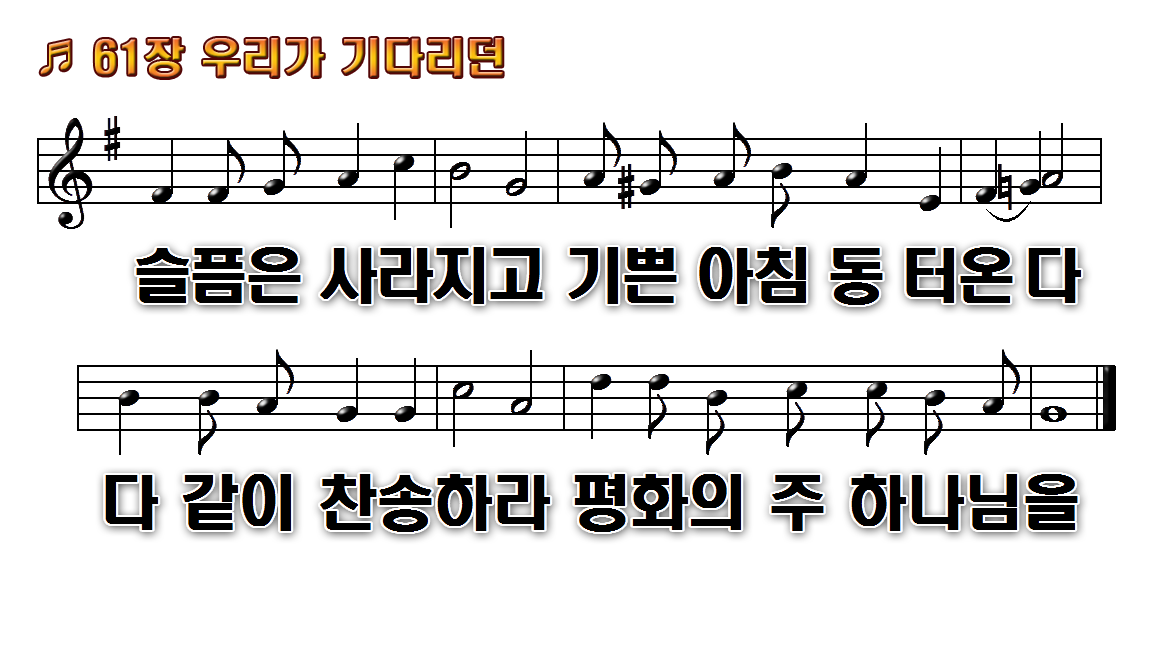 ♬ 61장 우리가 기다리던
슬픔은 사라지고 기쁜 아침 동 터온다
다 같이 찬송하라 평화의 주 하나님을